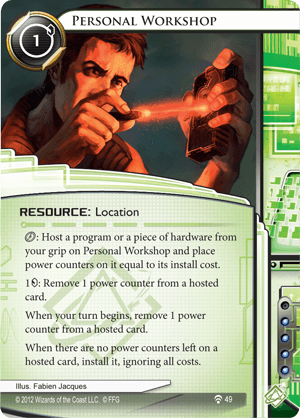 Personal Workshop
1
RESOURCE: Location
: Host a program or a piece of hardware from
your grip on Personal Workshop and place
power counters on it equal to its install cost.
1: Remove 1 power counter from a hosted
card.
When your turn begins, remove 1 power
counter from a hosted card.
When there are no power counters left on
a hosted card, install it, ignoring all costs.
Illus. Fabien Jacques
© 2012 Wizards of the Coast LLC. © FFG
49